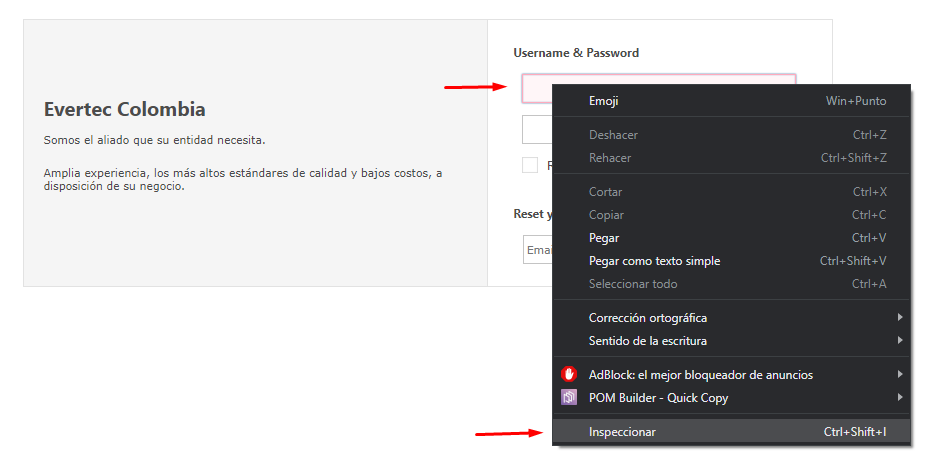 Username & Password
Evertec Colombia
Somos el aliado que su entidad necesita.
Amplia experiencia, los más altos estándares de calidad y bajos costos, a
disposición de su negocio.
Reset y
Emai
Emoji Win+Punto
Deshacer Ctrl+Z
Rehacer Ctrl+Shift+Z
Cortar Ctrl+X
Copiar Ctrl+C
Pegar Ctrl+V
Pegar como texto simple Ctrl+Shift+V
Seleccionar todo Ctrl+A
Corrección ortográfica
Sentido de la escritura
AdBlock: el mejor bloqueador de anuncios
POM Builder - Quick Copy
Inspeccionar Ctrl+Shift+I